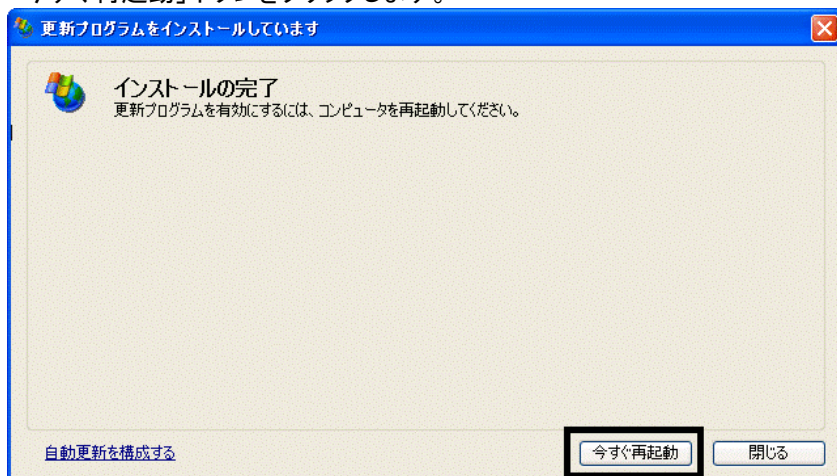 更新プログラムをインストールしています
インストールの完了
更新プログラムを有効にするには、コンピュータを再起動してください。
自動更新を構成する
今すぐ再起動
閉じる